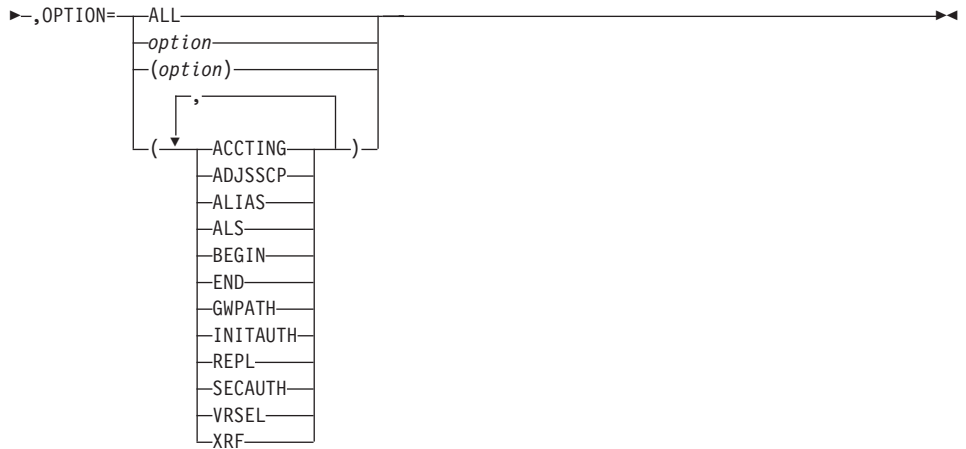 ,OPTION= ALL
option
(option)
,
( ACCTING )
ADJSSCP
ALIAS
ALS
BEGIN
END
GWPATH
INITAUTH
REPL
SECAUTH
VRSEL
XRF